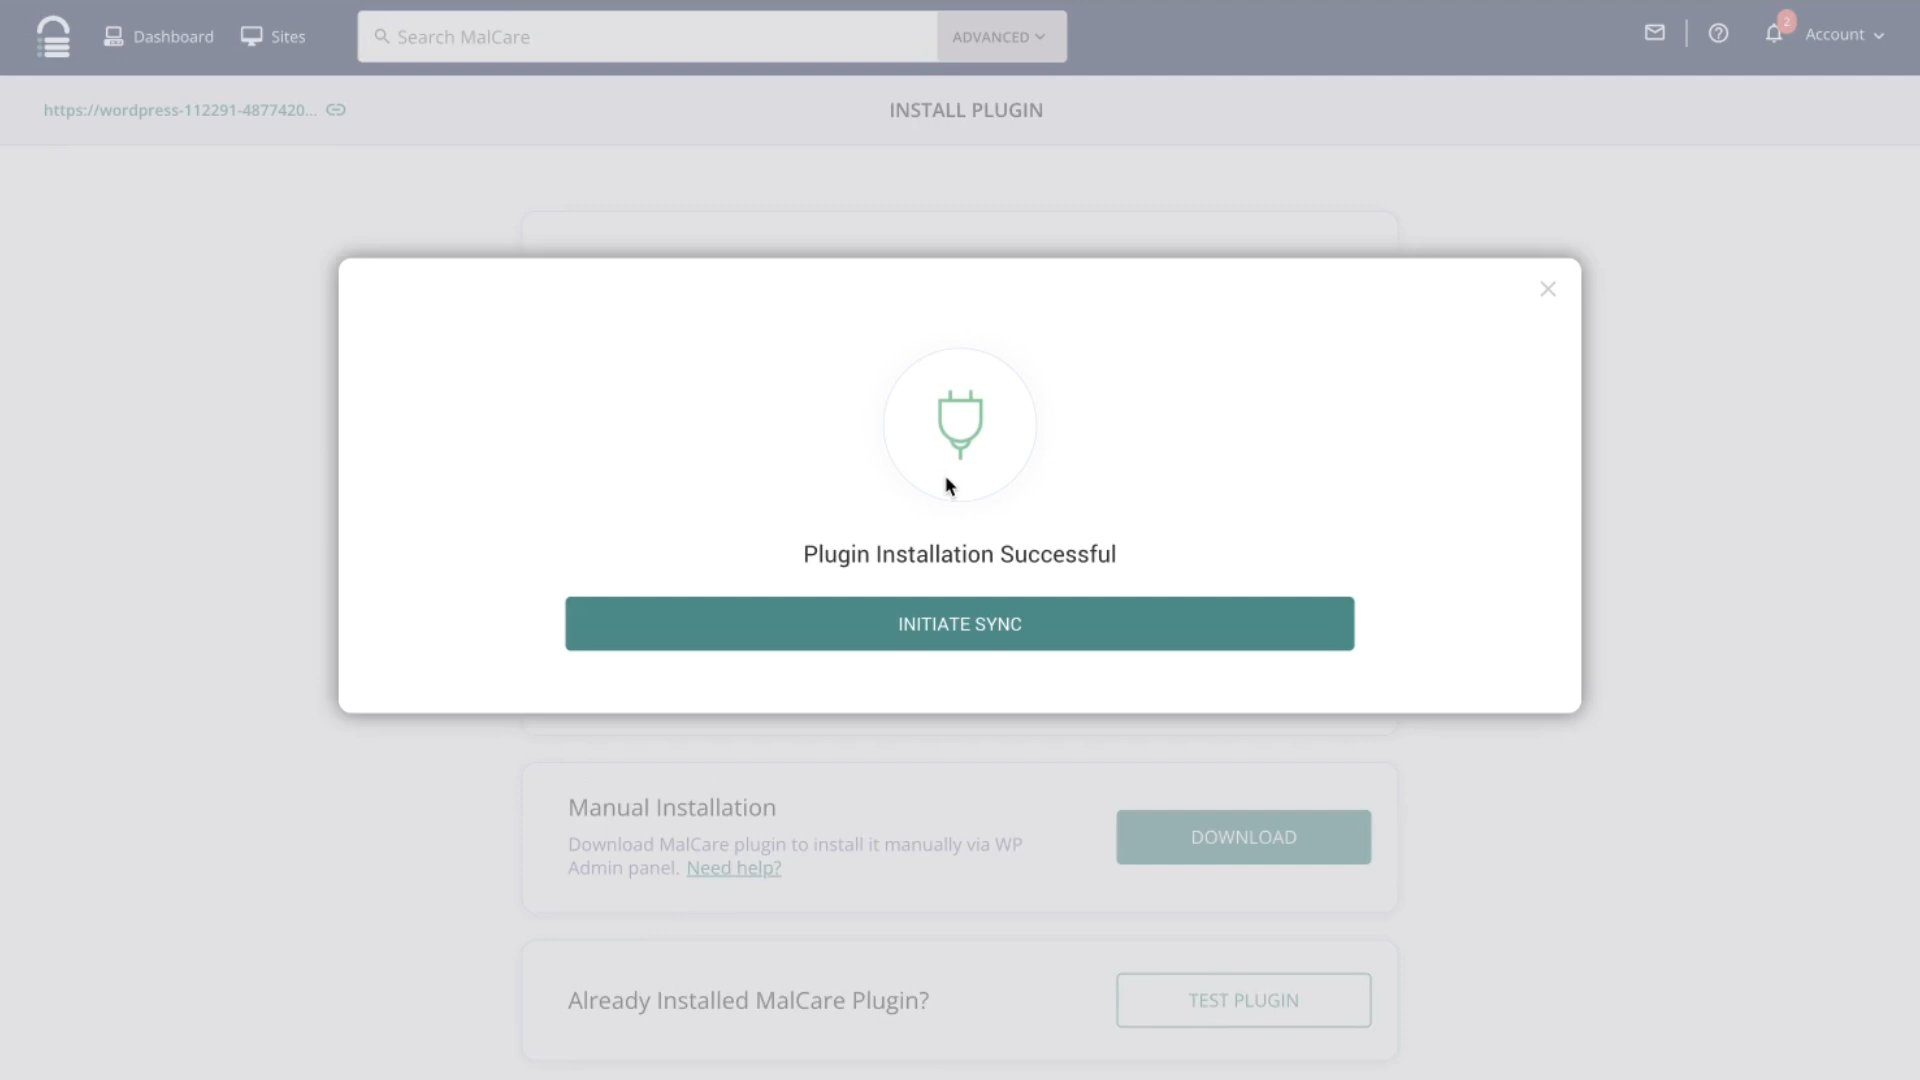 Dashboard
Sites
Search MalCare
ADVANCED
2
Account
https://wordpress-112291-4877420...
INSTALL PLUGIN
Plugin Installation Successful
INITIATE SYNC
Manual Installation
Download MalCare plugin to install it manually via WP
Admin panel. Need help?
DOWNLOAD
Already Installed MalCare Plugin?
TEST PLUGIN